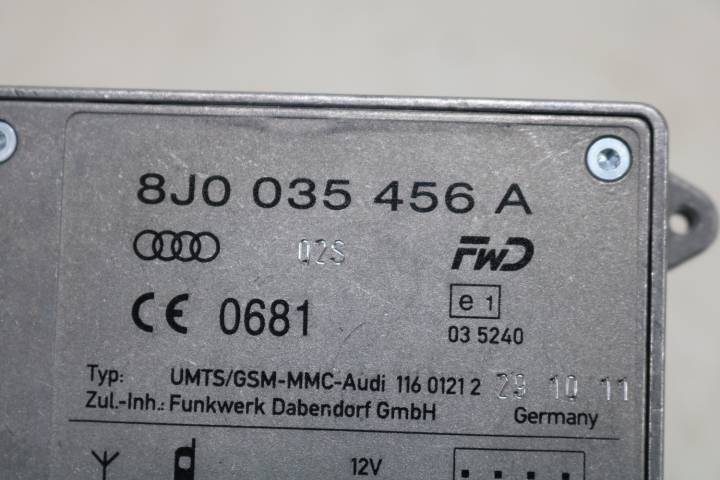 8J0 035 456 A
02S FWD
CE 0681 e1
03 5240
Typ: UMTS/GSM-MMC-Audi 116 0121 2 29 10 11
Zul.-Inh.: Funkwerk Dabendorf GmbH Germany
12V